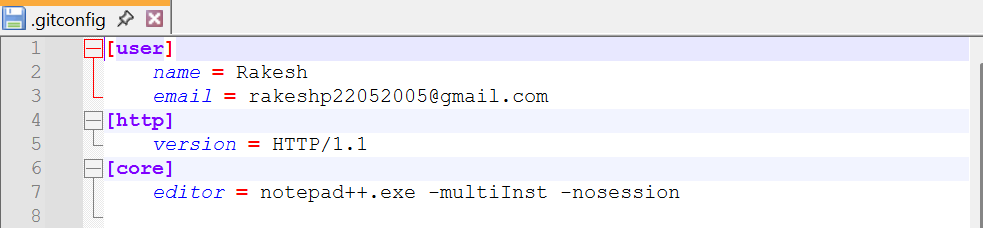 .gitconfig
1 [user]
2 name = Rakesh
3 email = rakeshp22052005@gmail.com
4 [http]
5 version = HTTP/1.1
6 [core]
7 editor = notepad++.exe -multiInst -nosession
8